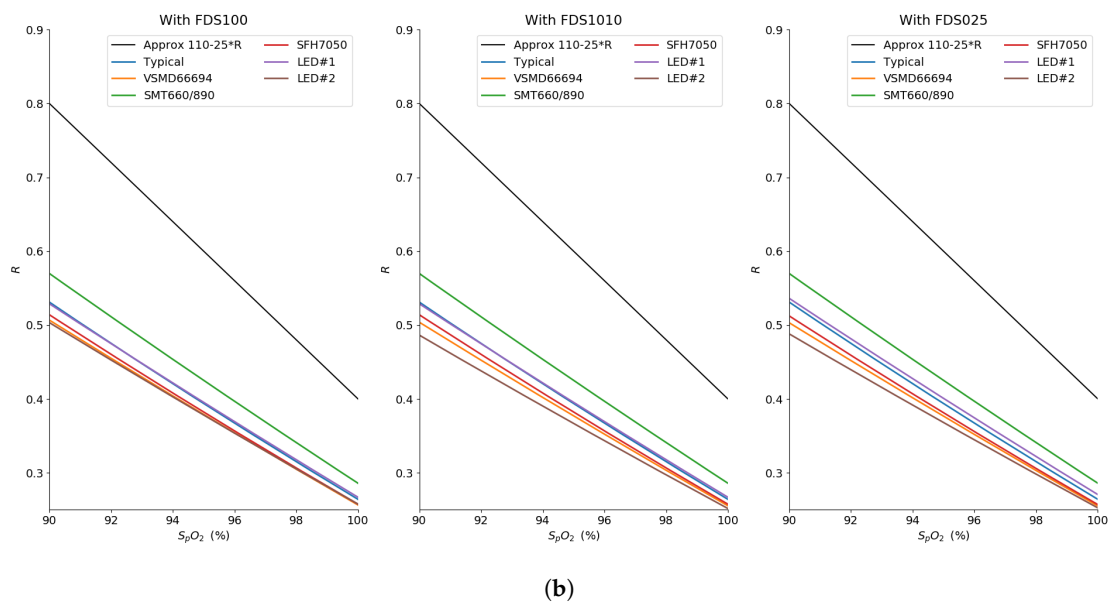 With FDS100
0.9
0.8
0.7
0.6
0.5
0.4
0.3
R
Approx 110-25*R
Typical
VSMD66694
SMT660/890
SFH7050
LED#1
LED#2
90 92 94 96 98 100
SpO2 (%)
With FDS1010
0.9
0.8
0.7
0.6
0.5
0.4
0.3
R
Approx 110-25*R
Typical
VSMD66694
SMT660/890
SFH7050
LED#1
LED#2
90 92 94 96 98 100
SpO2 (%)
With FDS025
0.9
0.8
0.7
0.6
0.5
0.4
0.3
R
Approx 110-25*R
Typical
VSMD66694
SMT660/890
SFH7050
LED#1
LED#2
90 92 94 96 98 100
SpO2 (%)
(b)